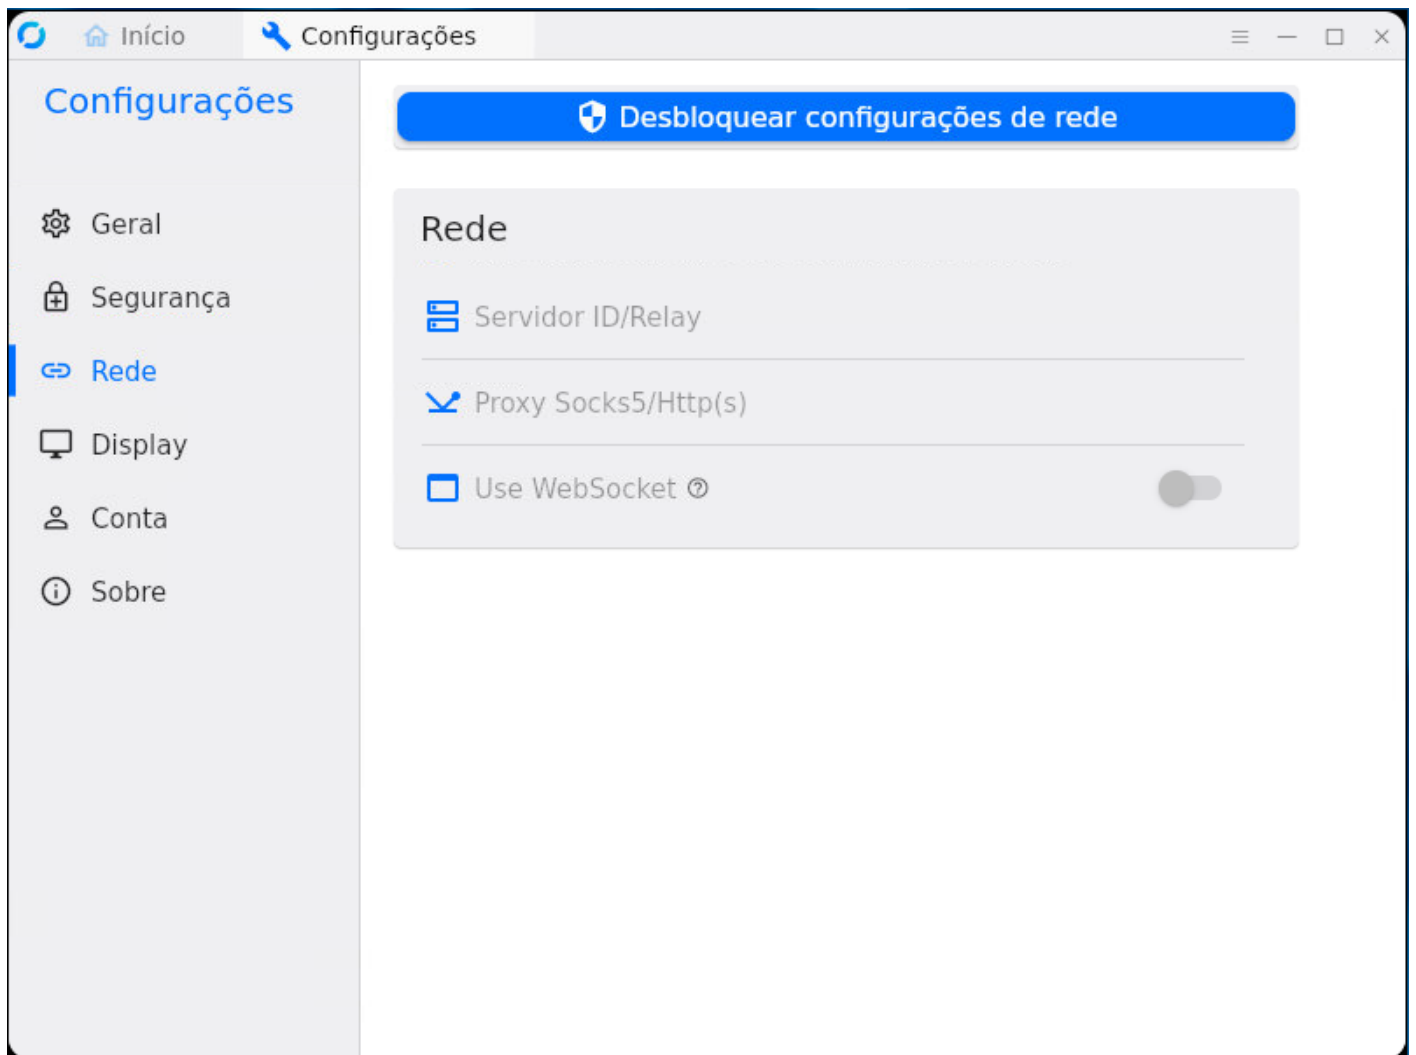 Início
Configurações
Configurações
Desbloquear configurações de rede
Geral
Segurança
Rede
Display
Conta
Sobre
Rede
Servidor ID/Relay
Proxy Socks5/Http(s)
Use WebSocket